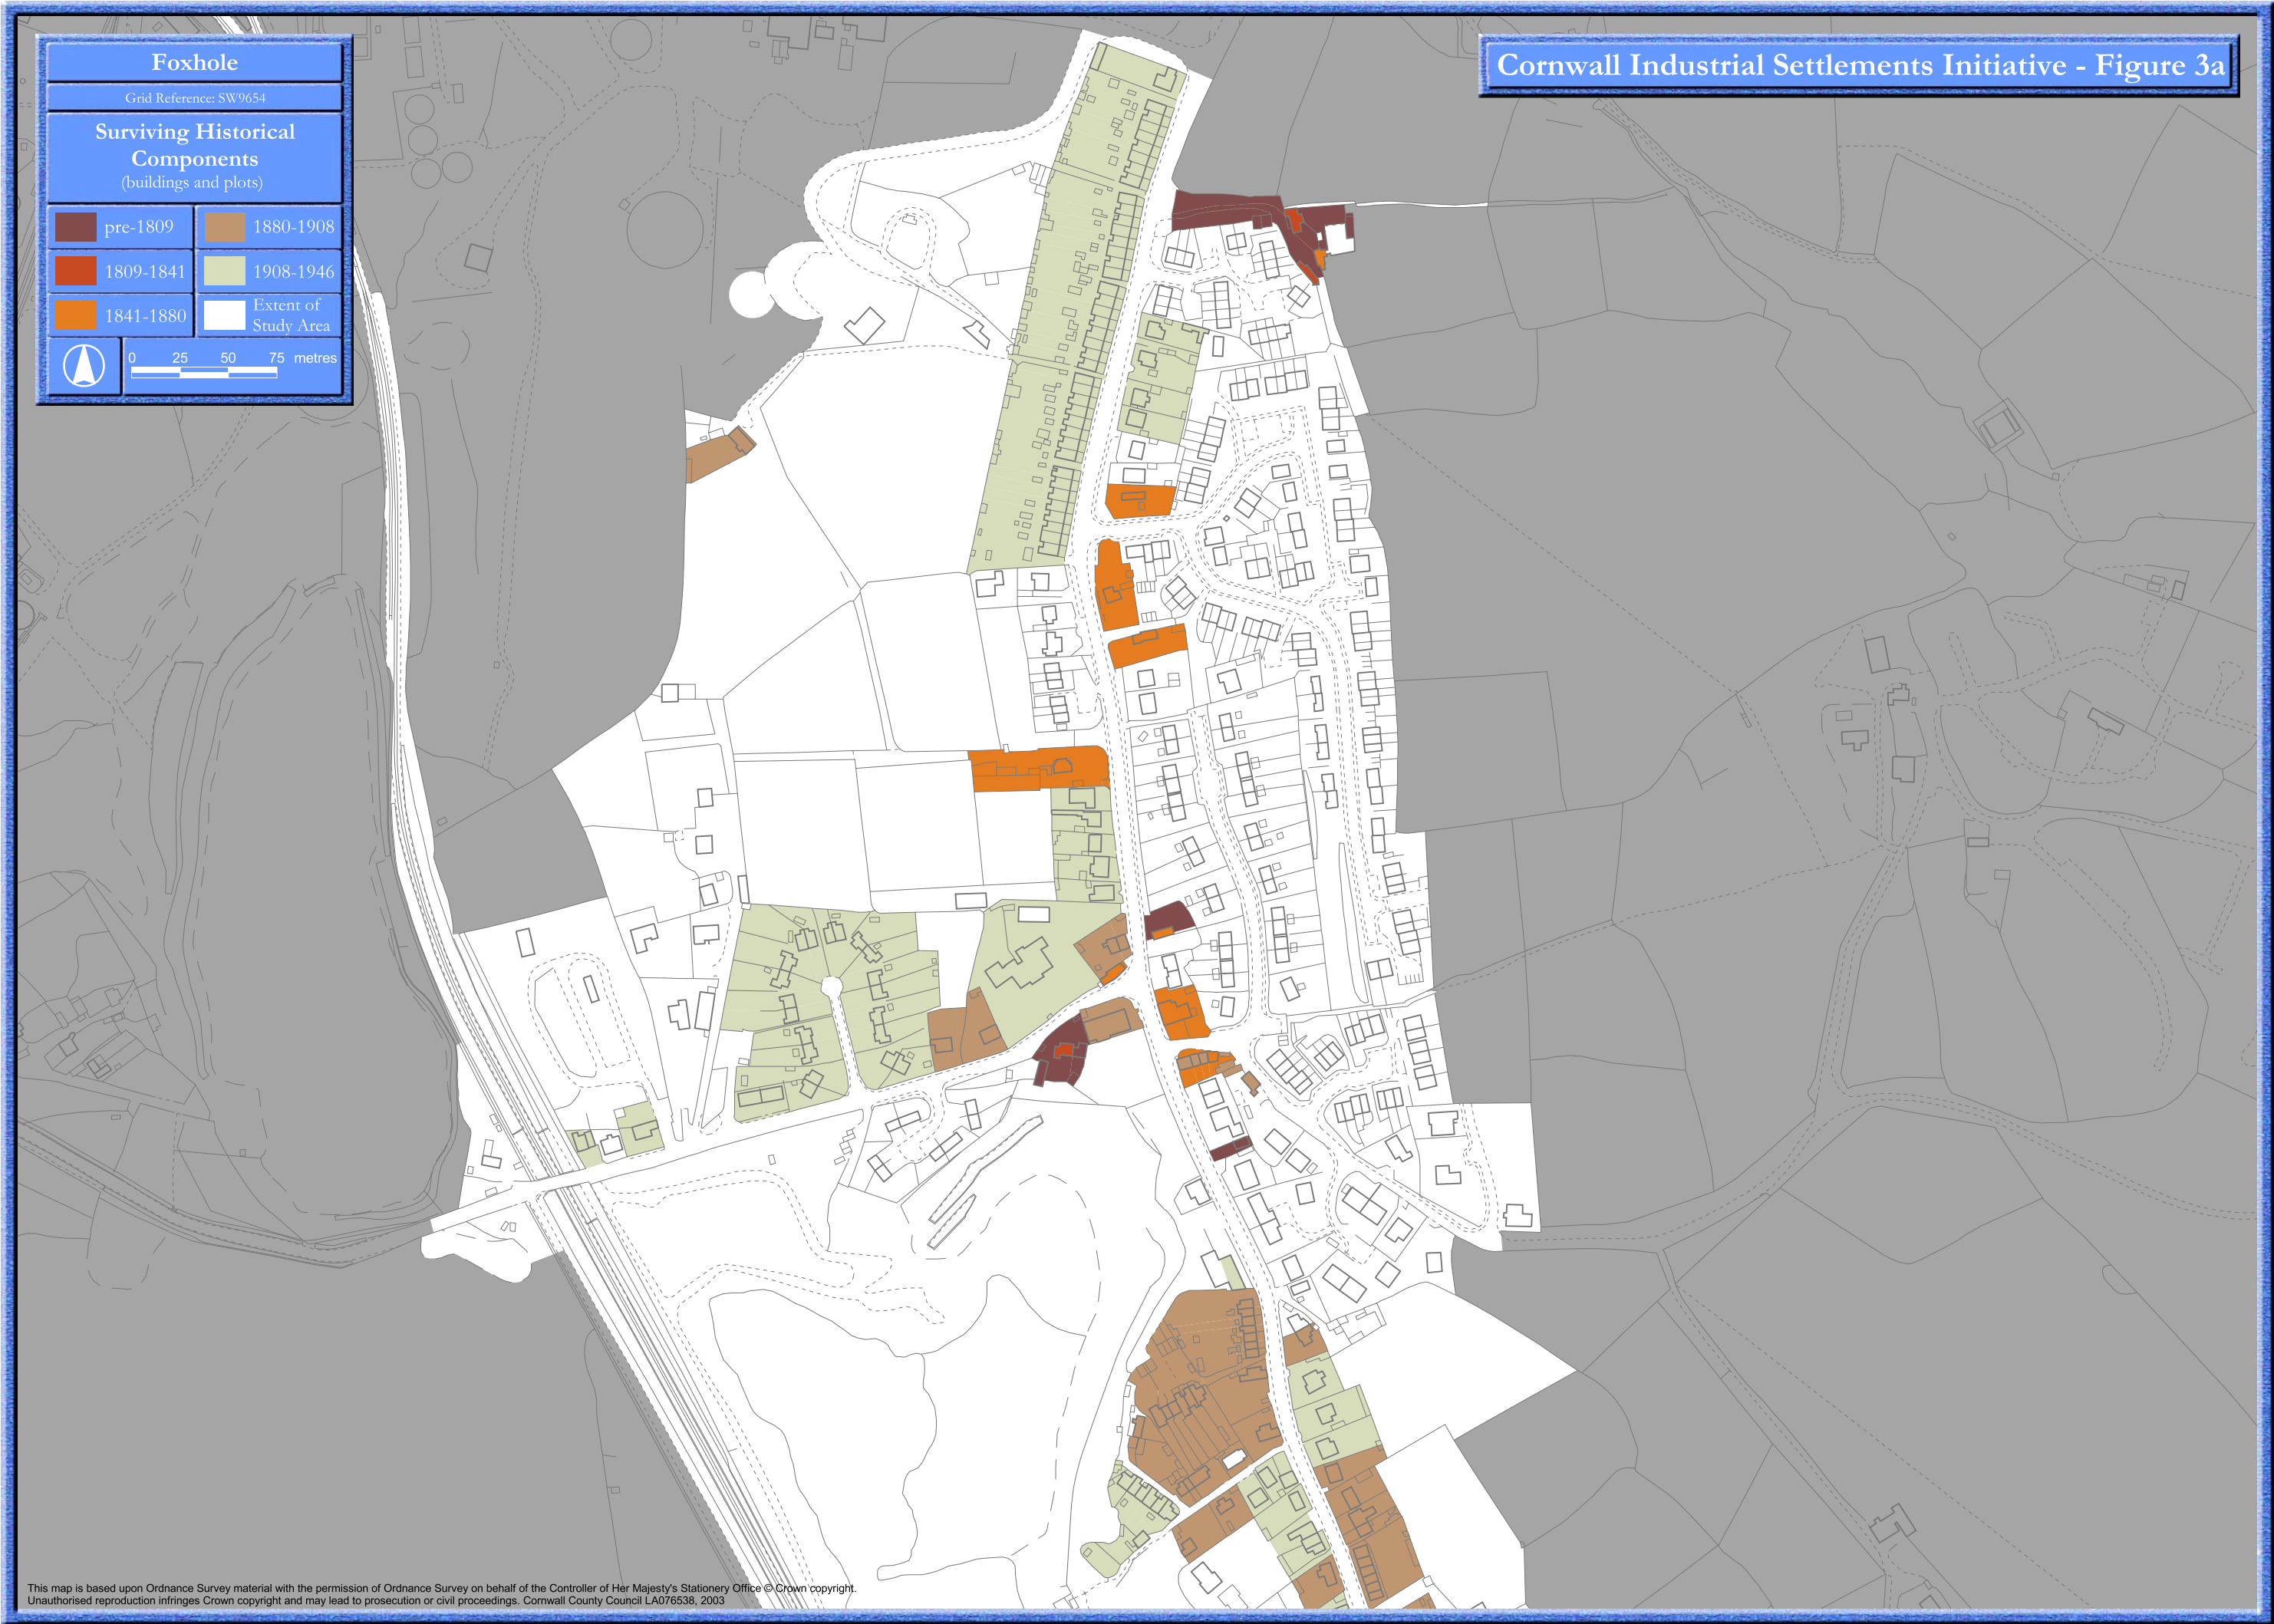 Foxhole
Grid Reference: SW9654
Surviving Historical
Components
(buildings and plots)
pre-1809
1880-1908
1809-1841
1908-1946
1841-1880
Extent of
Study Area
0 25 50 75 metres
Cornwall Industrial Settlements Initiative - Figure 3a
This map is based upon Ordnance Survey material with the permission of Ordnance Survey on behalf of the Controller of Her Majesty's Stationery Office © Crown copyright.
Unauthorised reproduction infringes Crown copyright and may lead to prosecution or civil proceedings. Cornwall County Council LA076538, 2003